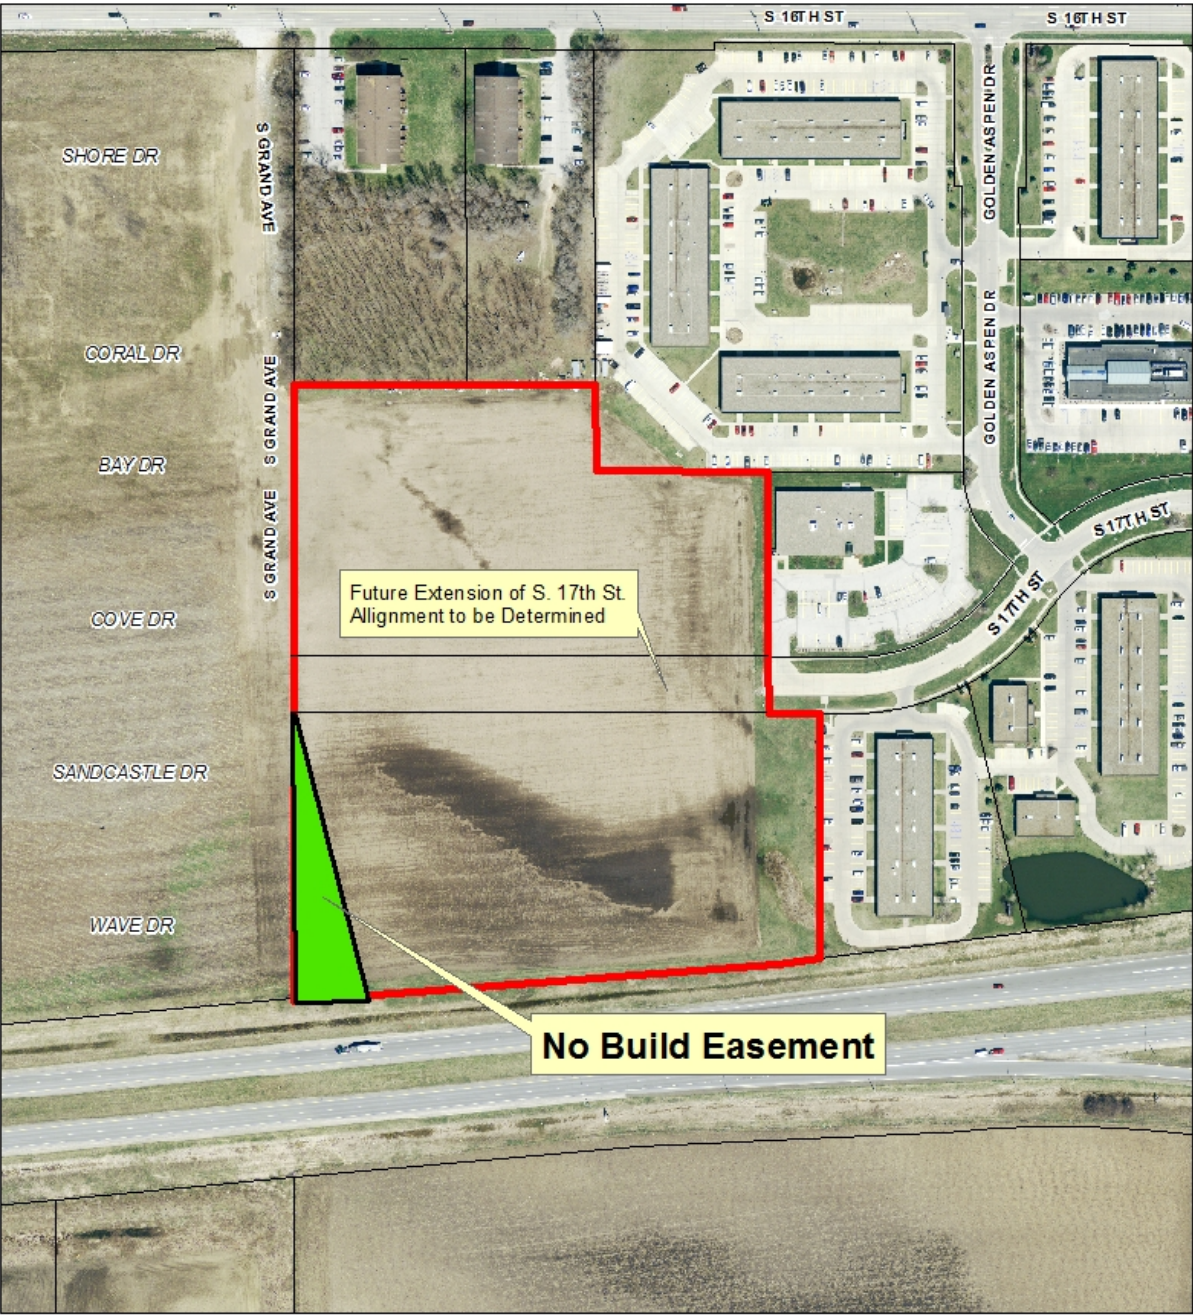 S 16TH ST
S 16TH ST
SHORE DR
S GRAND AVE
GOLDEN ASPEN DR
CORAL DR
S GRAND AVE
GOLDEN ASPEN DR
BAY DR
S GRAND AVE
S 17TH ST
Future Extension of S. 17th St.
Allignment to be Determined
S 17TH ST
COVE DR
SANDCASTLE DR
WAVE DR
No Build Easement